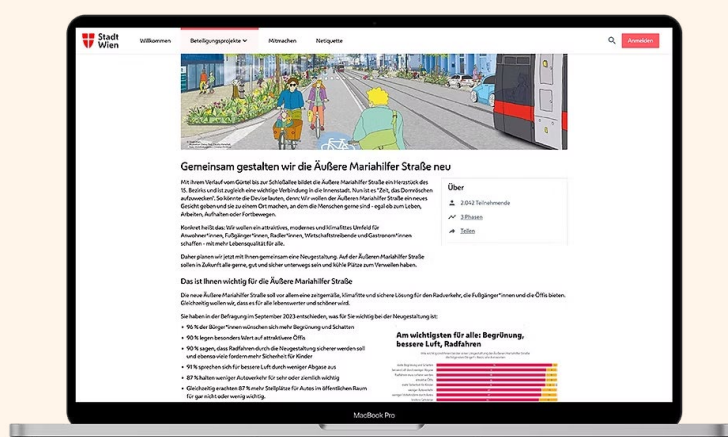 Stadt
Wien
Willkommen
Beteiligungsprojekte
Mitmachen
Netiquette
Anmelden
Gemeinsam gestalten wir die Äußere Mariahilfer Straße neu
Mit ihrem Verlauf vom Gürtel bis zur Schloßallee bildet die Äußere Mariahilfer Straße ein Herzstück des
15. Bezirks und ist zugleich eine wichtige Verbindung in die Innenstadt. Nun ist es "Zeit, das Dornröschen
aufzuwecken". So könnte die Devise lauten, denn: Wir wollen der Äußeren Mariahilfer Straße ein neues
Gesicht geben und sie zu einem Ort machen, an dem die Menschen gerne sind - egal ob zum Leben,
Arbeiten, Aufhalten oder Fortbewegen.
Konkret heißt das: Wir wollen ein attraktives, modernes und klimafittes Umfeld für
Anwohner*innen, Fußgänger*innen, Radler*innen, Wirtschaftstreibende und Gastronom*innen
schaffen - mit mehr Lebensqualität für alle.
Daher planen wir jetzt mit Ihnen gemeinsam eine Neugestaltung. Auf der Äußeren Mariahilfer Straße
sollen in Zukunft alle gerne, gut und sicher unterwegs sein und kühle Plätze zum Verweilen haben.
Über
2.042 Teilnehmende
3 Phasen
Teilen
Das ist Ihnen wichtig für die Äußere Mariahilfer Straße
Die neue Äußere Mariahilfer Straße soll vor allem eine zeitgemäße, klimafitte und sichere Lösung für den Radverkehr, die Fußgänger*innen und die Öffis bieten.
Gleichzeitig wollen wir, dass es für alle lebenswerter und schöner wird.
Sie haben in der Befragung im September 2023 entschieden, was für Sie wichtig bei der Neugestaltung ist:
• 96 % der Bürger*innen wünschen sich mehr Begrünung und Schatten
• 90 % legen besonders Wert auf attraktive Öffis
• 90 % sagen, dass Radfahren durch die Neugestaltung sicherer werden soll
und ebenso viele fordern mehr Sicherheit für Kinder
• 91 % sprechen sich für bessere Luft durch weniger Abgase aus
• 87 % halten weniger Autoverkehr für sehr oder ziemlich wichtig
• Gleichzeitig erachten 87 % mehr Stellplätze für Autos im öffentlichen Raum
für gar nicht oder wenig wichtig.
Am wichtigsten für alle: Begrünung,
bessere Luft, Radfahren
MacBook Pro